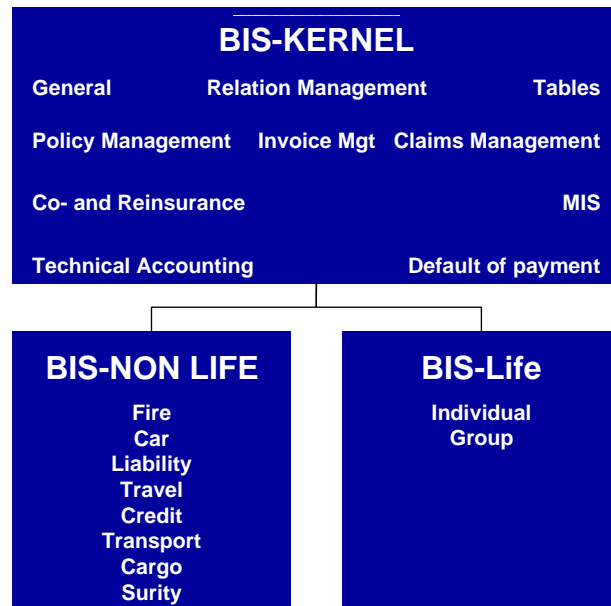 BIS-KERNEL
General Relation Management Tables
Policy Management Invoice Mgt Claims Management
Co- and Reinsurance MIS
Technical Accounting Default of payment
BIS-NON LIFE
Fire
Car
Liability
Travel
Credit
Transport
Cargo
Surity
BIS-Life
Individual
Group